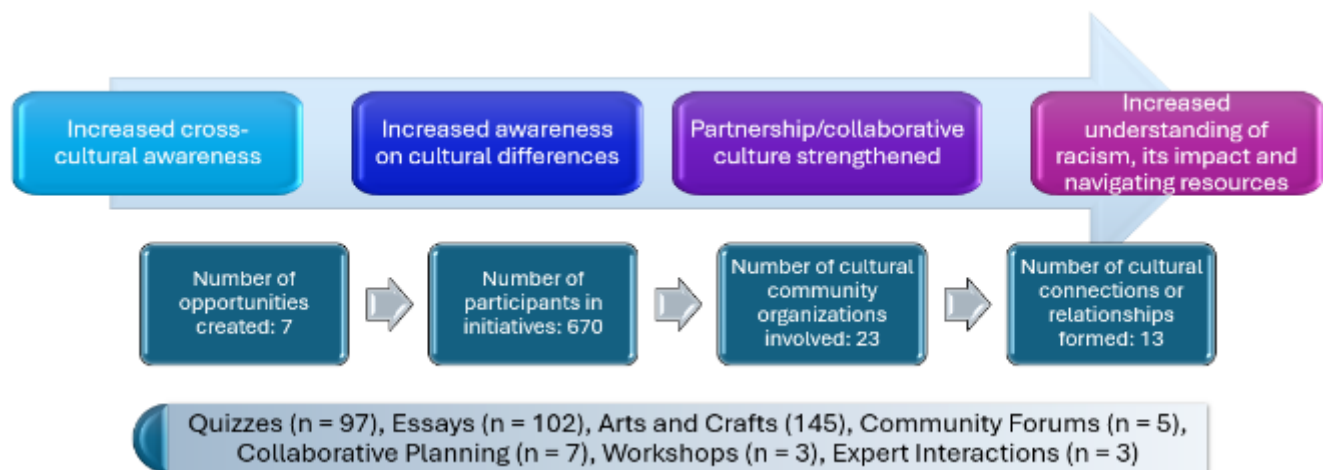 Increased cross-
cultural awareness
Increased awareness
on cultural differences
Partnership/collaborative
culture strengthened
Increased
understanding of
racism, its impact and
navigating resources
Number of
opportunities
created: 7
Number of
participants in
initiatives: 670
Number of cultural
community
organizations
involved: 23
Number of cultural
connections or
relationships
formed: 13
Quizzes (n = 97), Essays (n = 102), Arts and Crafts (145), Community Forums (n = 5),
Collaborative Planning (n = 7), Workshops (n = 3), Expert Interactions (n = 3)